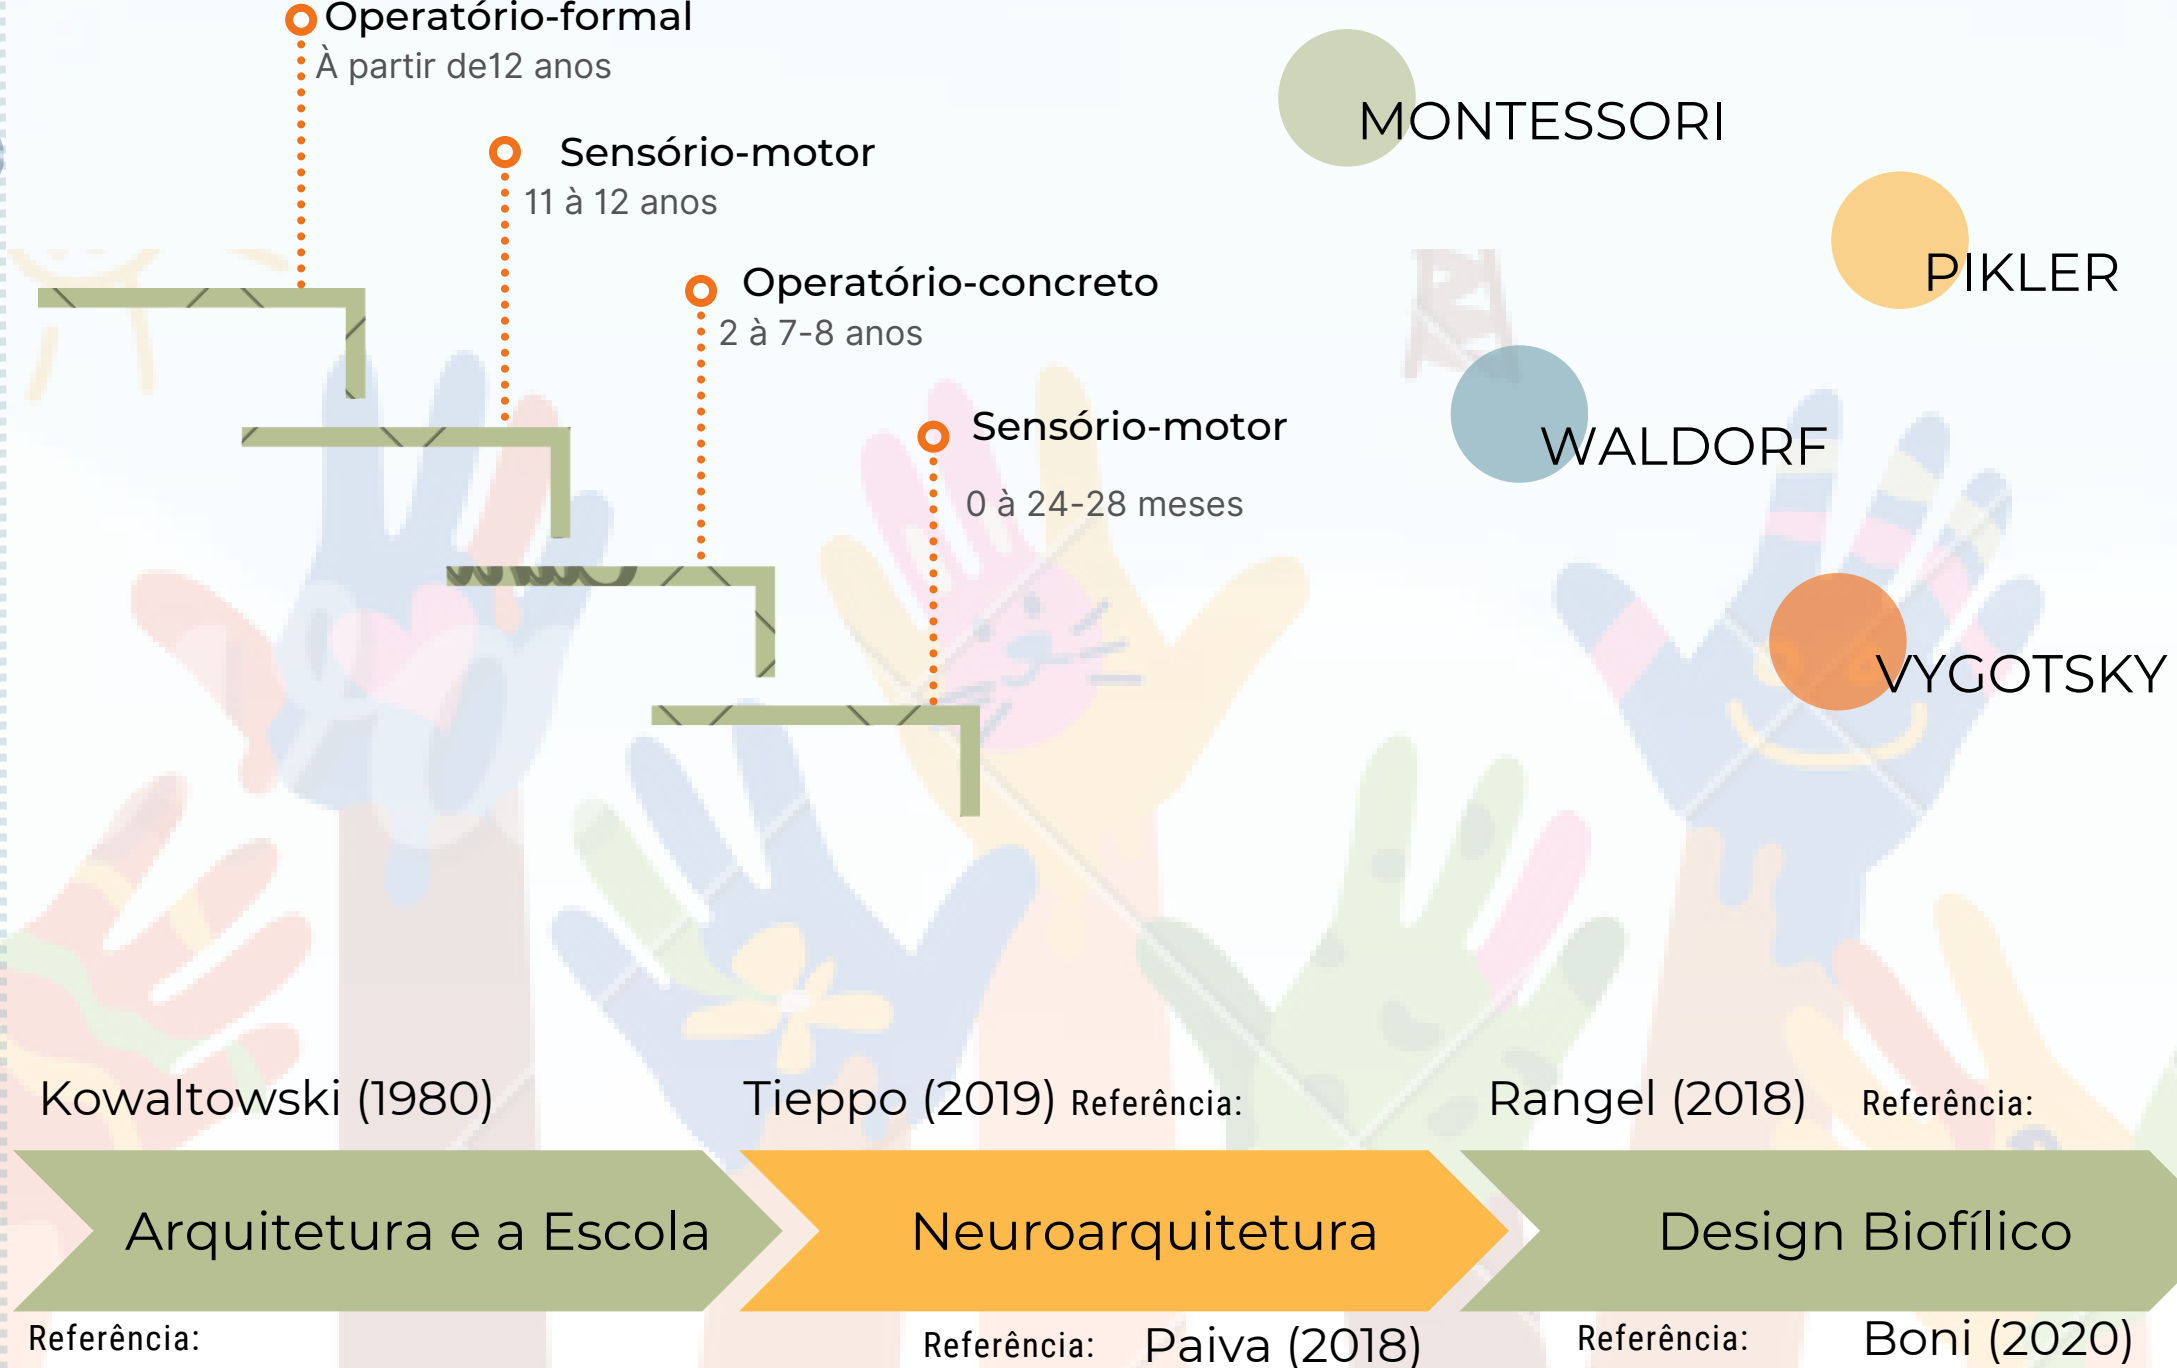 Operatório-formal
À partir de12 anos
Sensório-motor
11 à 12 anos
Operatório-concreto
2 à 7-8 anos
Sensório-motor
0 à 24-28 meses
MONTESSORI
PIKLER
WALDORF
VYGOTSKY
Kowaltowski (1980)
Tieppo (2019) Referência:
Rangel (2018) Referência:
Arquitetura e a Escola
Neuroarquitetura
Design Biofílico
Referência:
Referência: Paiva (2018)
Referência: Boni (2020)